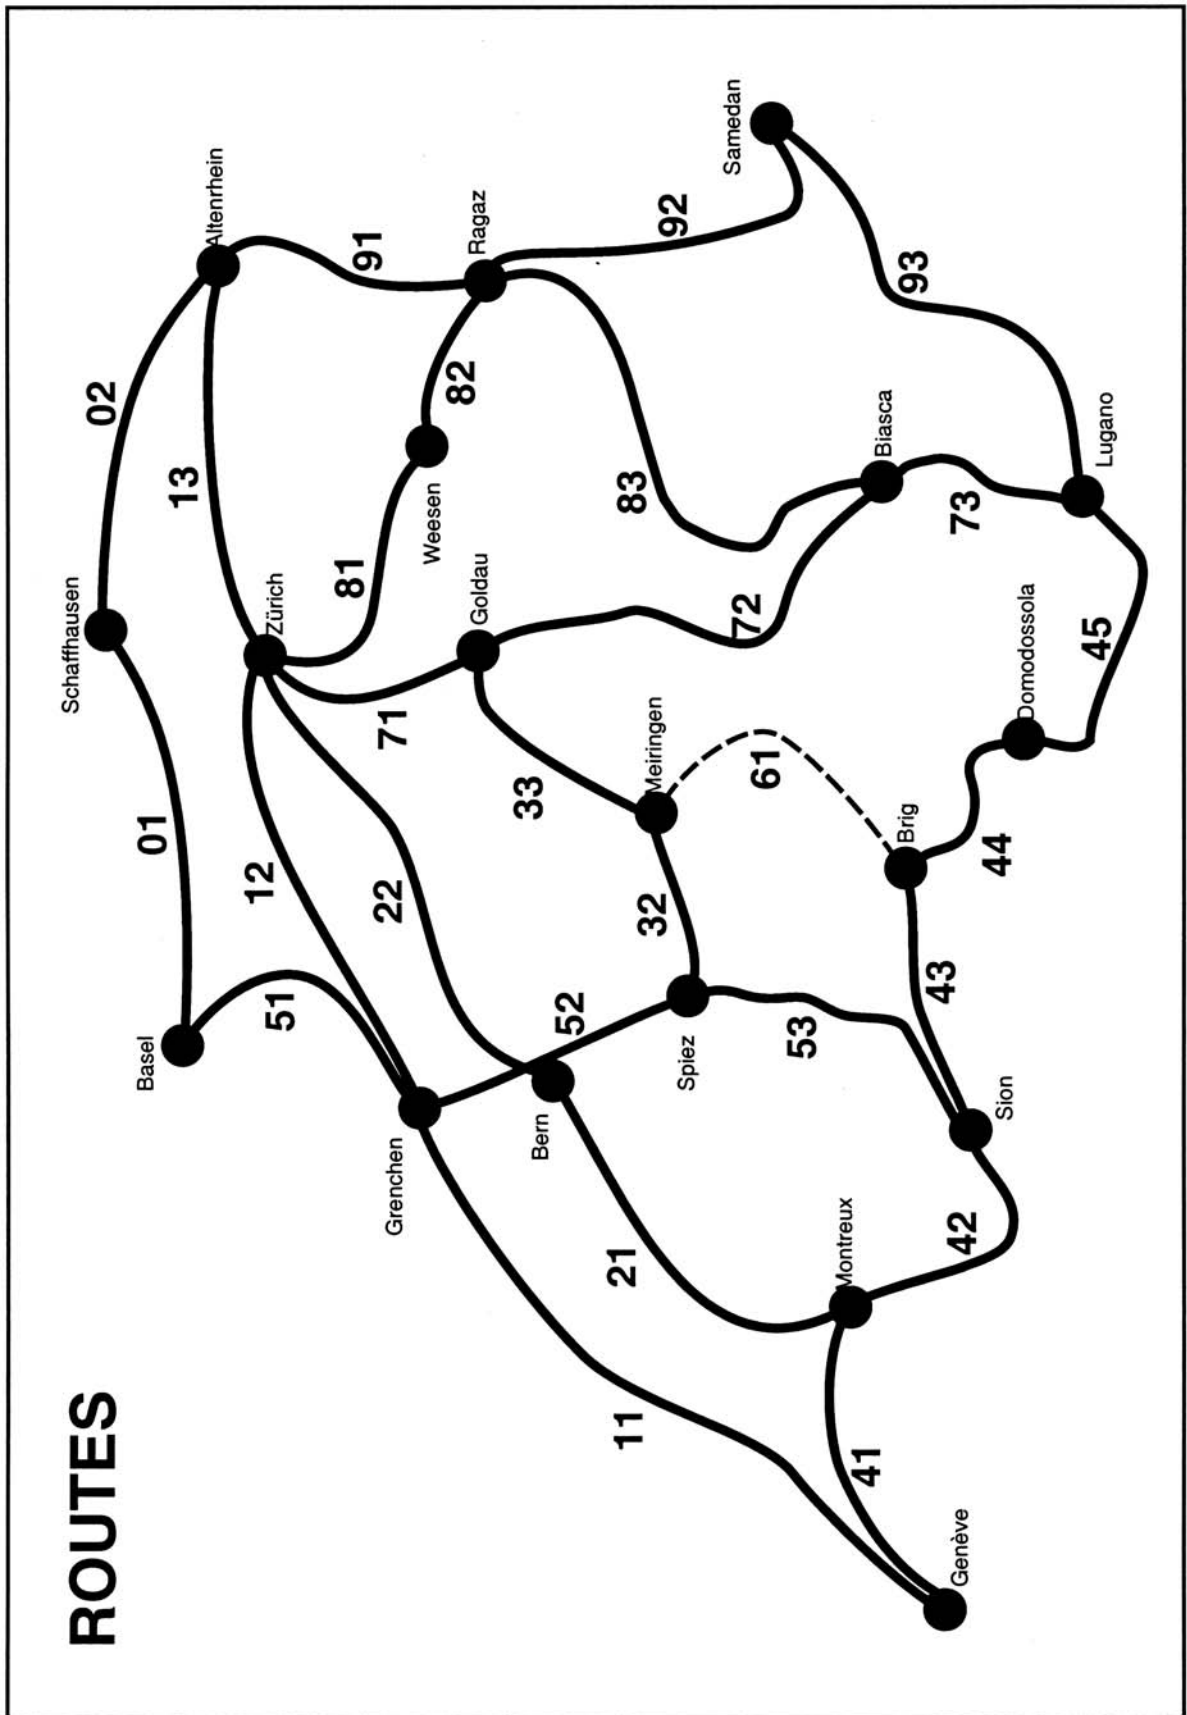 ROUTES
Schaffhausen
Altenrhein
02
01
13
Basel
Zürich
91
51
12
81
Ragaz
82
Weesen
Samedan
92
71
Goldau
22
Grenchen
33
83
Bern
52
Meiringen
32
11
21
Spiez
72
61
Biasca
93
53
Brig
Montreux
41
43
44
73
42
Sion
Genève
Domodossola
45
Lugano